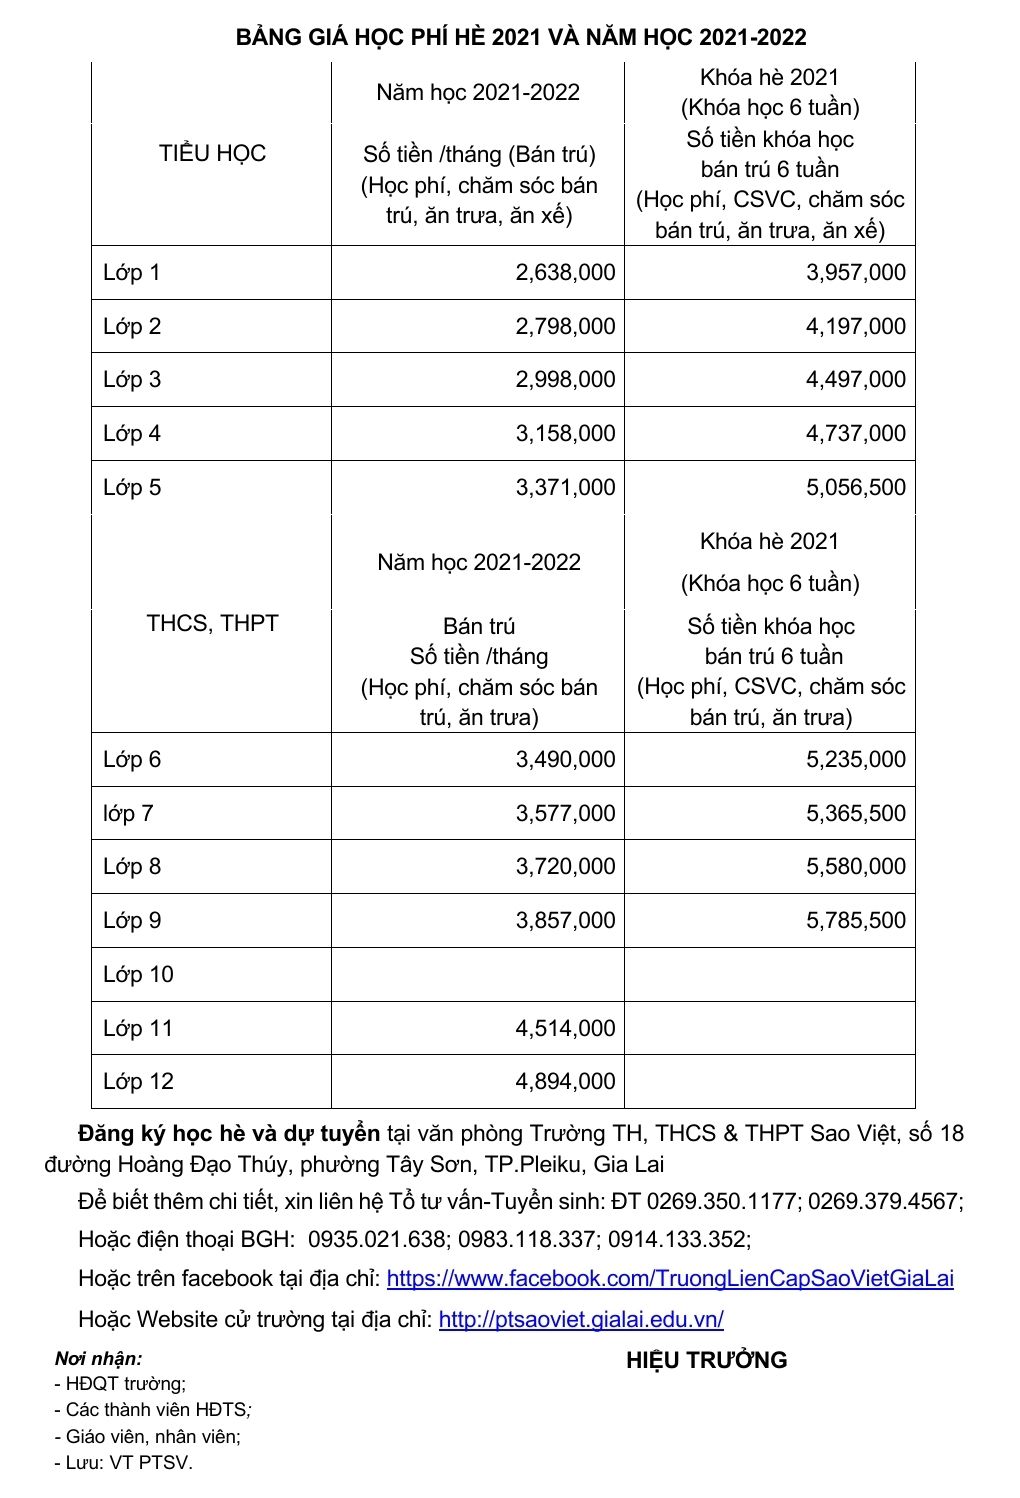 BẢNG GIÁ HỌC PHÍ HÈ 2021 VÀ NĂM HỌC 2021-2022
TIỂU HỌC
Năm học 2021-2022
Khóa hè 2021
(Khóa học 6 tuần)
Số tiền /tháng (Bán trú)
(Học phí, chăm sóc bán
trú, ăn trưa, ăn xế)
Số tiền khóa học
bán trú 6 tuần
(Học phí, CSVC, chăm sóc
bán trú, ăn trưa, ăn xế)
Lớp 1 2,638,000 3,957,000
Lớp 2 2,798,000 4,197,000
Lớp 3 2,998,000 4,497,000
Lớp 4 3,158,000 4,737,000
Lớp 5 3,371,000 5,056,500
THCS, THPT
Năm học 2021-2022
Khóa hè 2021
(Khóa học 6 tuần)
Bán trú
Số tiền /tháng
(Học phí, chăm sóc bán
trú, ăn trưa)
Số tiền khóa học
bán trú 6 tuần
(Học phí, CSVC, chăm sóc
bán trú, ăn trưa)
Lớp 6 3,490,000 5,235,000
lớp 7 3,577,000 5,365,500
Lớp 8 3,720,000 5,580,000
Lớp 9 3,857,000 5,785,500
Lớp 10
Lớp 11 4,514,000
Lớp 12 4,894,000
Đăng ký học hè và dự tuyển tại văn phòng Trường TH, THCS & THPT Sao Việt, số 18
đường Hoàng Đạo Thúy, phường Tây Sơn, TP.Pleiku, Gia Lai
Để biết thêm chi tiết, xin liên hệ Tổ tư vấn-Tuyển sinh: ĐT 0269.350.1177; 0269.379.4567;
Hoặc điện thoại BGH: 0935.021.638; 0983.118.337; 0914.133.352;
Hoặc trên facebook tại địa chỉ: https://www.facebook.com/TruongLienCapSaoVietGiaLai
Hoặc Website cử trường tại địa chỉ: http://ptsaoviet.gialai.edu.vn/
Nơi nhận:
HIỆU TRƯỞNG
- HĐQT trường;
- Các thành viên HĐTS;
- Giáo viên, nhân viên;
- Lưu: VT PTSV.